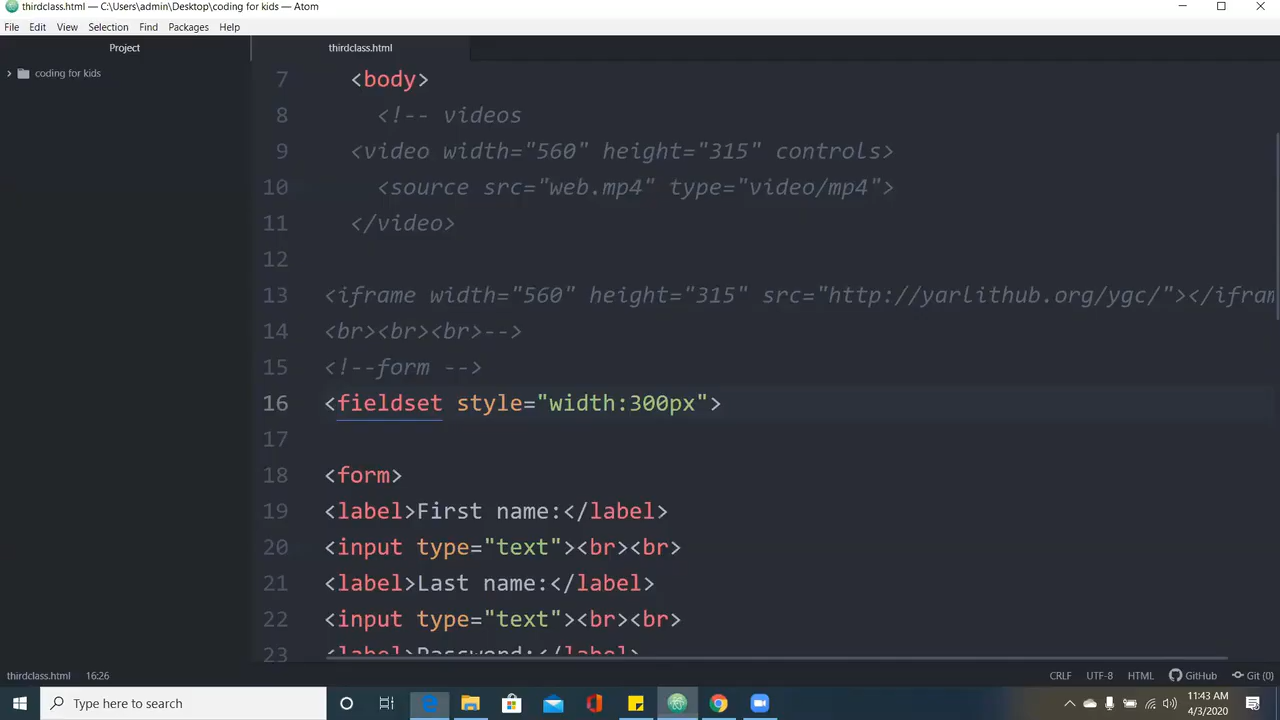 thirdclass.html — C:\Users\admin\Desktop\coding for kids — Atom
File Edit View Selection Find Packages Help
Project
thirdclass.html
coding for kids
7 <body>
8 <!-- videos
9 <video width="560" height="315" controls>
10 <source src="web.mp4" type="video/mp4">
11 </video>
12
13 <iframe width="560" height="315" src="http://yarlithub.org/ygc/"></ifram
14 <br><br><br>-->
15 <!--form -->
16 <fieldset style="width:300px">
17
18 <form>
19 <label>First name:</label>
20 <input type="text"><br><br>
21 <label>Last name:</label>
22 <input type="text"><br><br>
23 <label>Password:</label>
thirdclass.html 16:26 CRLF UTF-8 HTML GitHub Git (0)
Type here to search
11:43 AM
4/3/2020